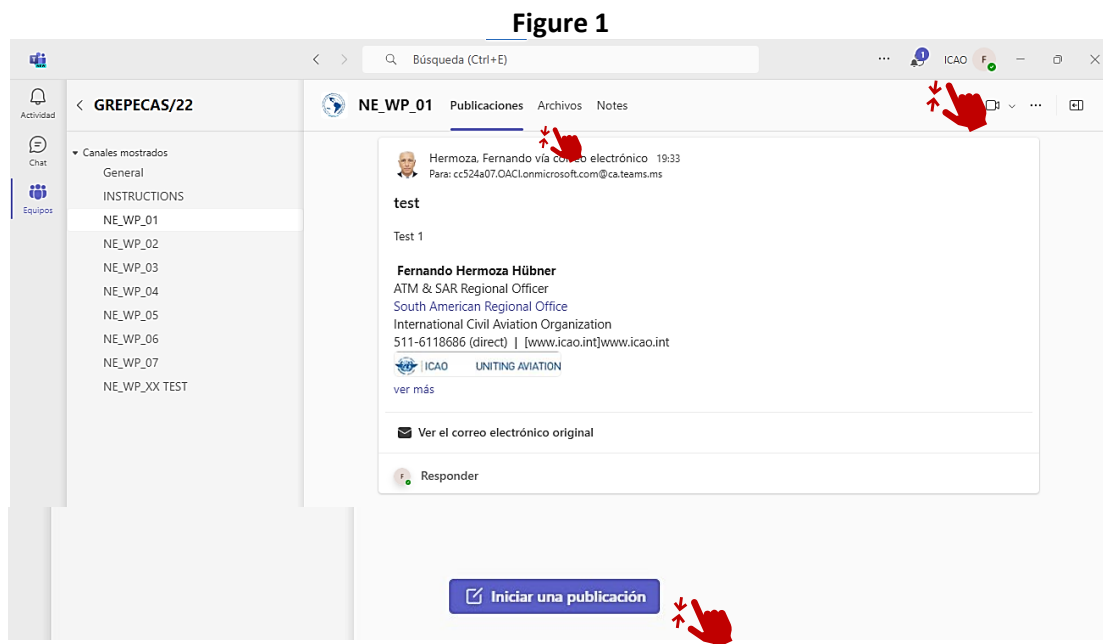 Figure 1
Búsqueda (Ctrl+E)
1
ICAO
F
Actividad
Chat
Equipos
GREPECAS/22
Canales mostrados
General
INSTRUCTIONS
NE_WP_01
NE_WP_02
NE_WP_03
NE_WP_04
NE_WP_05
NE_WP_06
NE_WP_07
NE_WP_XX TEST
NE_WP_01 Publicaciones Archivos Notes
Hermoza, Fernando vía correo electrónico 19:33
Para: cc524a07.OACI.onmicrosoft.com@ca.teams.ms
test
Test 1
Fernando Hermoza Hübner
ATM & SAR Regional Officer
South American Regional Office
International Civil Aviation Organization
511-6118686 (direct) | [www.icao.int]www.icao.int
ICAO UNITING AVIATION
ver más
Ver el correo electrónico original
F Responder
Iniciar una publicación